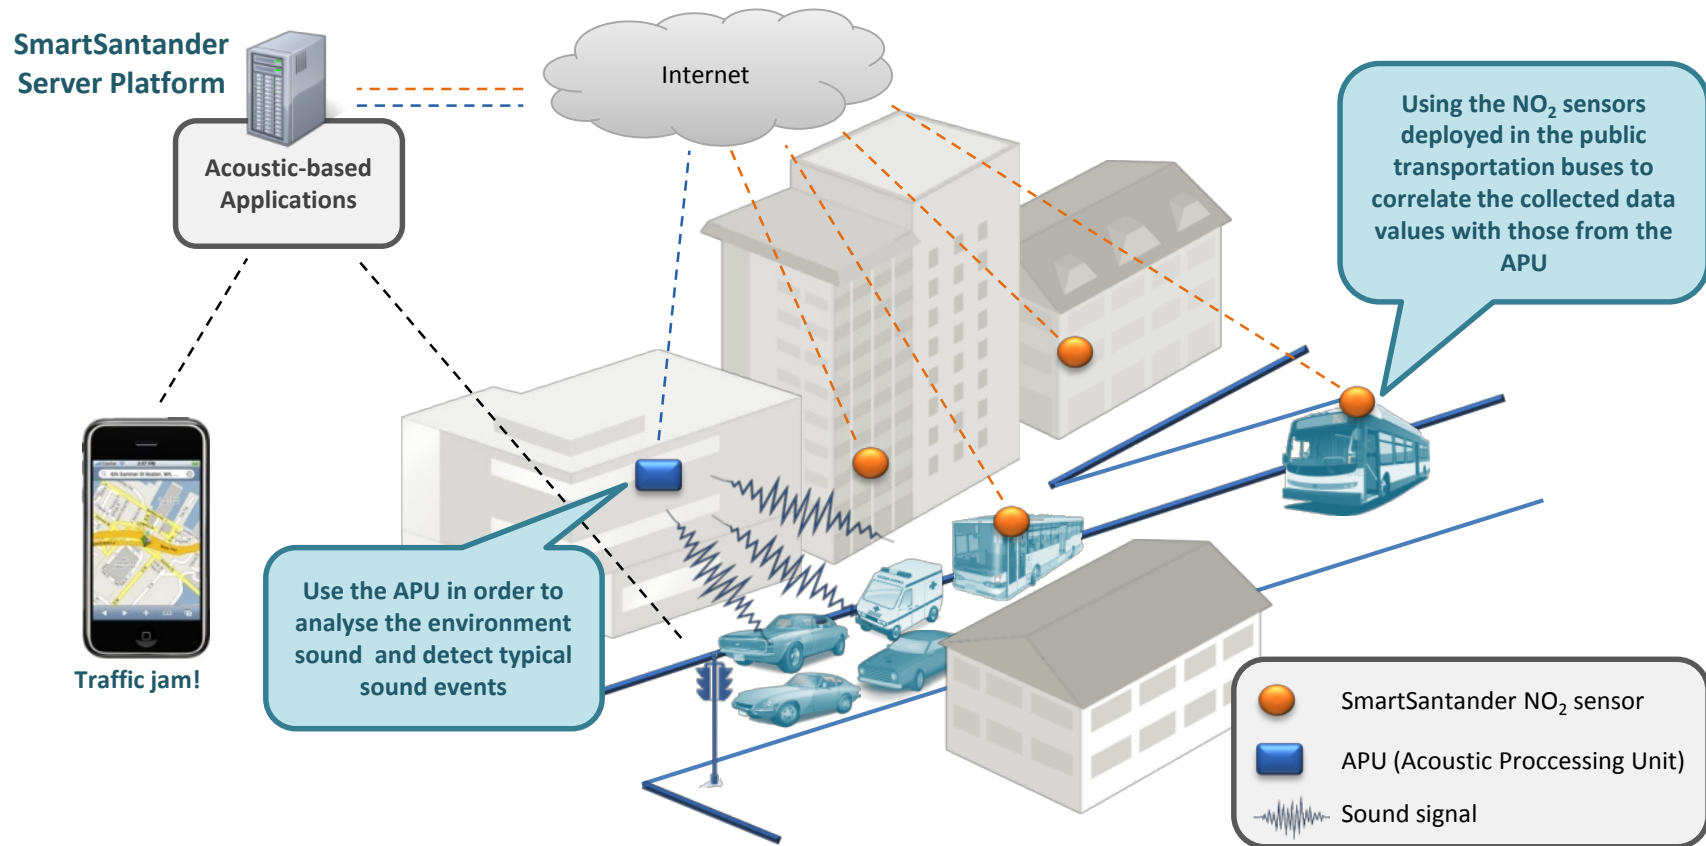 SmartSantander
Server Platform
Internet
Acoustic-based
Applications
Using the NO₂ sensors
deployed in the public
transportation buses to
correlate the collected data
values with those from the
APU
Use the APU in order to
analyse the environment
sound and detect typical
sound events
Traffic jam!
SmartSantander NO₂ sensor
APU (Acoustic Proccessing Unit)
Sound signal